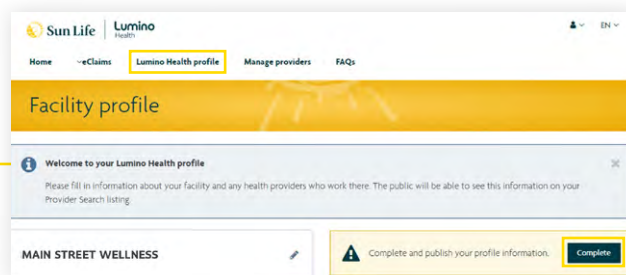 Sun Life Lumino
Health
EN
Home eClaims Lumino Health profile Manage providers FAQs
Facility profile
Welcome to your Lumino Health profile
Please fill in information about your facility and any health providers who work there. The public will be able to see this information on your
Provider Search listing.
MAIN STREET WELLNESS
Complete and publish your profile information. Complete